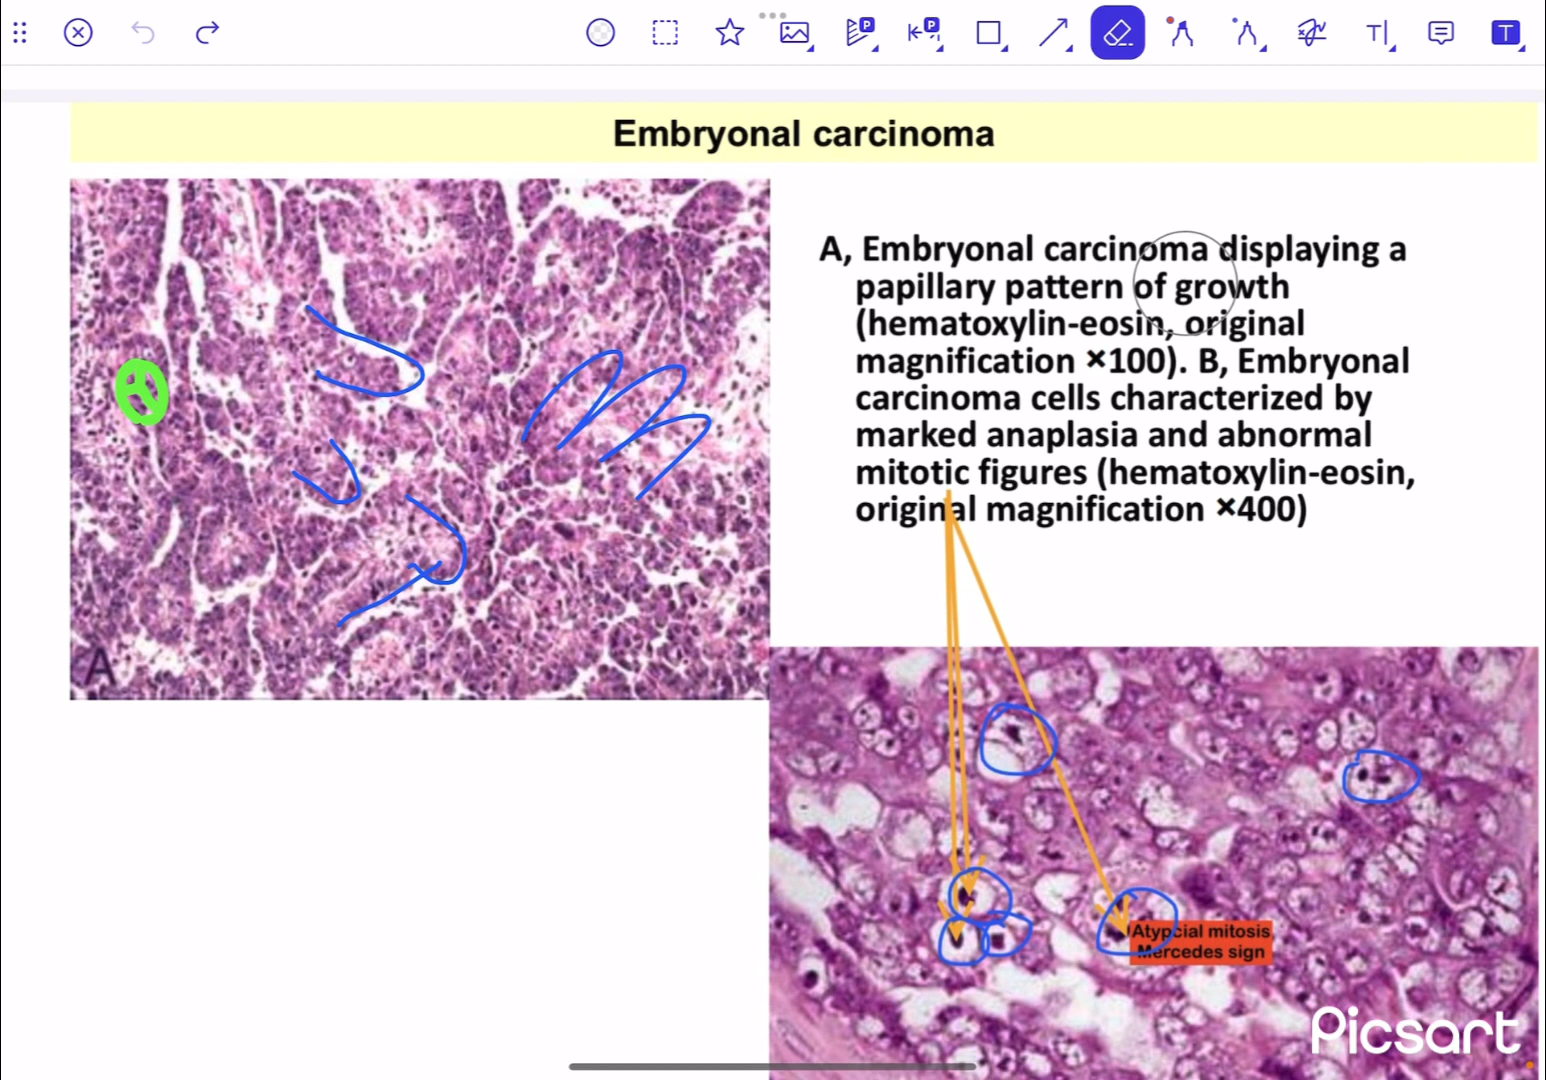 Embryonal carcinoma
A, Embryonal carcinoma displaying a
papillary pattern of growth
(hematoxylin-eosin, original
magnification ×100). B, Embryonal
carcinoma cells characterized by
marked anaplasia and abnormal
mitotic figures (hematoxylin-eosin,
original magnification ×400)
A
Atypcial mitosis
Mercedes sign
Picsart